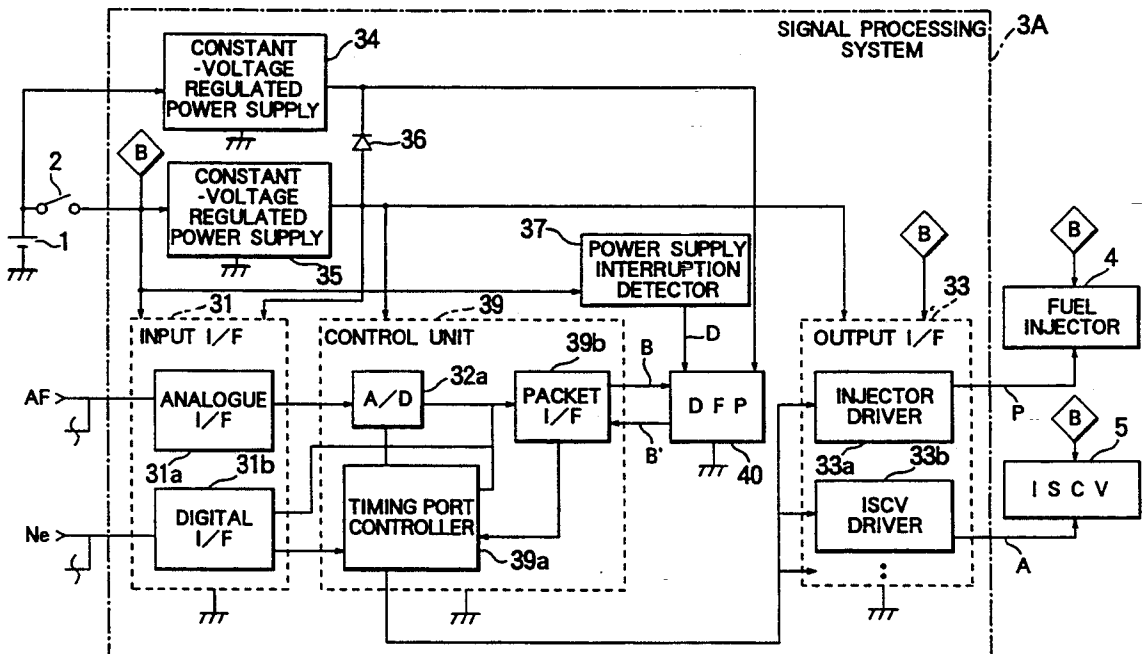 SIGNAL PROCESSING
SYSTEM
3A
CONSTANT
-VOLTAGE
REGULATED
POWER SUPPLY
34
36
B
2
1
CONSTANT
-VOLTAGE
REGULATED
POWER SUPPLY
35
37
POWER SUPPLY
INTERRUPTION
DETECTOR
B
B
4
FUEL
INJECTOR
31
INPUT I/F
39
CONTROL UNIT
D
33
OUTPUT I/F
AF
ANALOGUE
I/F
31a
A/D
32a
39b
PACKET
I/F
B
B'
DFP
40
INJECTOR
DRIVER
33a
P
B
5
ISCV
Ne
31b
DIGITAL
I/F
TIMING PORT
CONTROLLER
39a
33b
ISCV
DRIVER
A